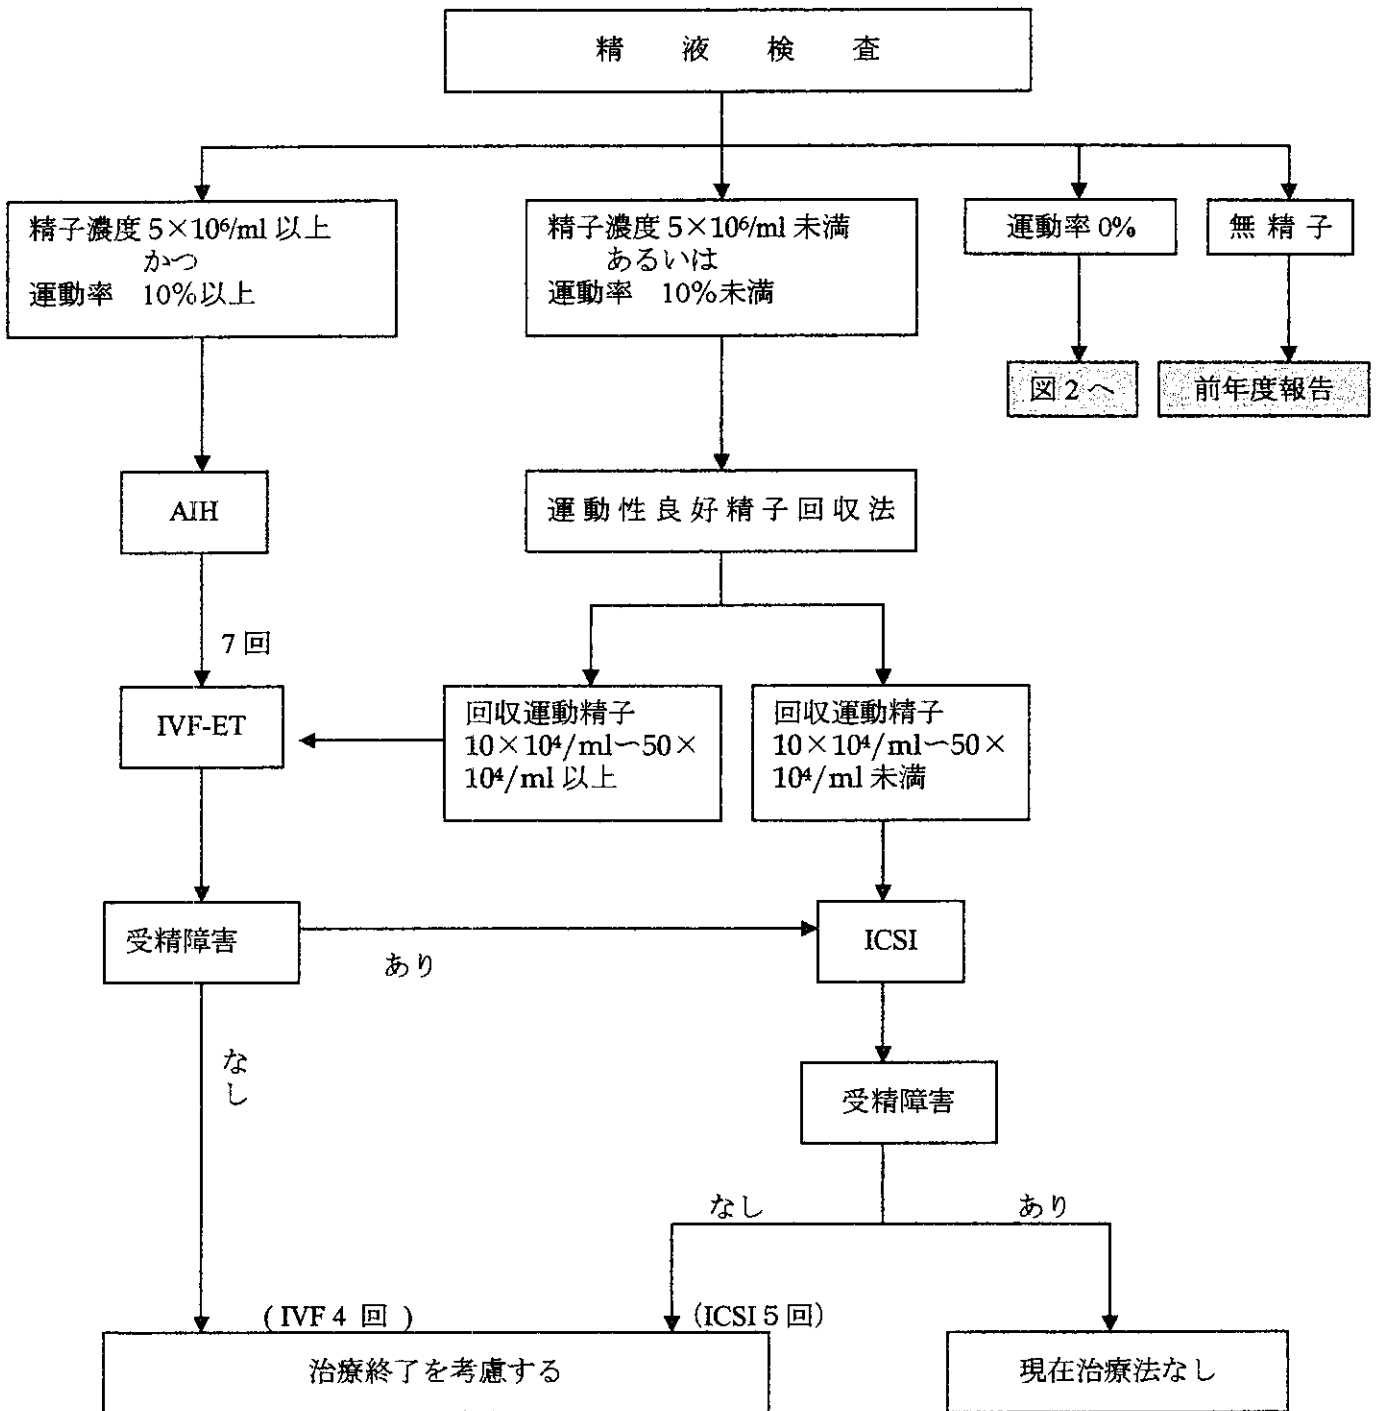 精 液 検 査
精子濃度 5×10⁶/ml 以上
かつ
運動率 10%以上
精子濃度 5×10⁶/ml 未満
あるいは
運動率 10%未満
運動率 0%
無 精 子
図 2 へ
前年度報告
AIH
運 動 性 良 好 精 子 回 収 法
7 回
IVF-ET
回収運動精子
10×10⁴/ml〜50×
10⁴/ml 以上
回収運動精子
10×10⁴/ml〜50×
10⁴/ml 未満
受精障害
あり
ICSI
なし
受精障害
なし
あり
( IVF 4 回 )
(ICSI 5 回)
治療終了を考慮する
現在治療法なし